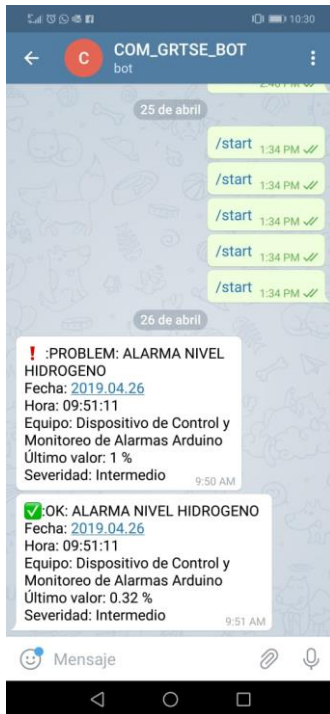 10:30
C
COM_GRTSE_BOT
bot
25 de abril
/start 1:34 PM
/start 1:34 PM
/start 1:34 PM
/start 1:34 PM
/start 1:34 PM
26 de abril
:PROBLEM: ALARMA NIVEL
HIDROGENO
Fecha: 2019.04.26
Hora: 09:51:11
Equipo: Dispositivo de Control y
Monitoreo de Alarmas Arduino
Último valor: 1 %
Severidad: Intermedio 9:50 AM
:OK: ALARMA NIVEL HIDROGENO
Fecha: 2019.04.26
Hora: 09:51:11
Equipo: Dispositivo de Control y
Monitoreo de Alarmas Arduino
Último valor: 0.32 %
Severidad: Intermedio 9:51 AM
Mensaje